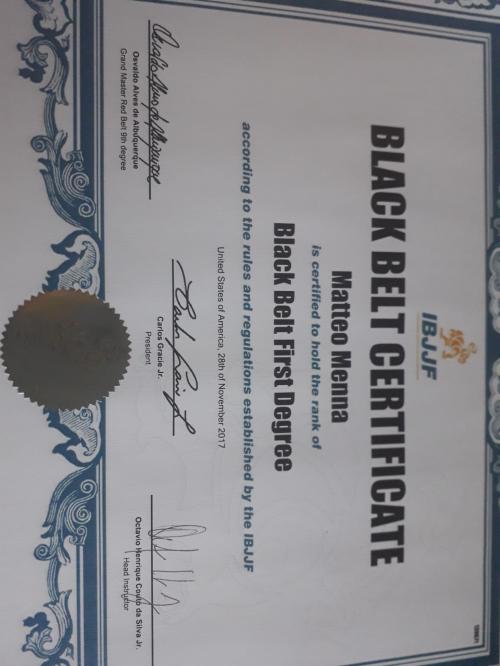 IBJJF
BLACK BELT CERTIFICATE
Matteo Menna
is certified to hold the rank of
Black Belt First Degree
according to the rules and regulations established by the IBJJF
United States of America, 28th of November 2017
Osvaldo Alves de Albuquerque
Grand Master Red Belt 9th degree
Carlos Gracie Jr.
President
Octavio Henrique Couto da Silva Jr.
Head Instructor